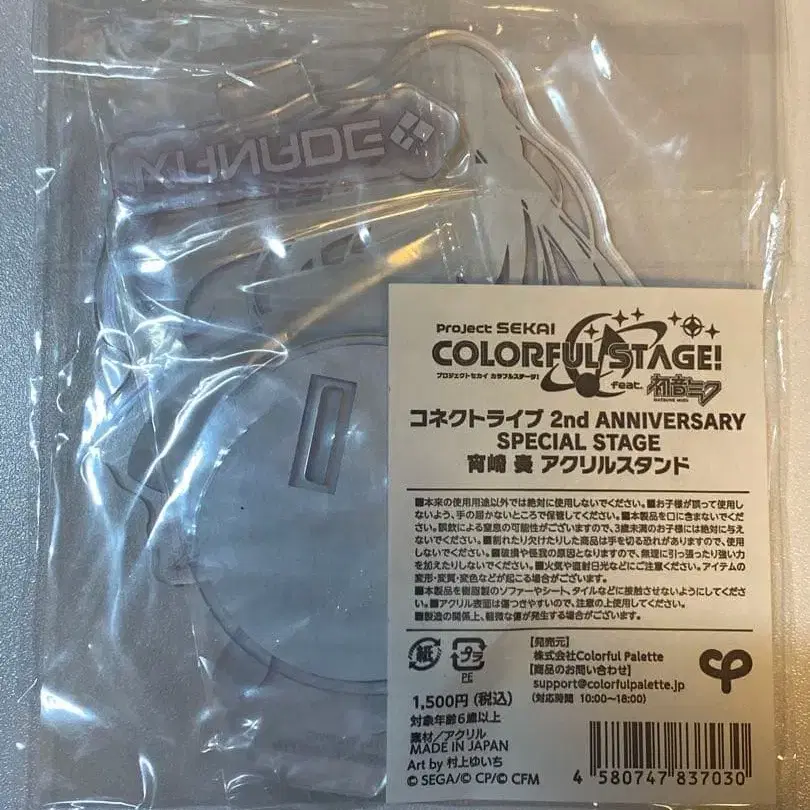 KANADE
Project SEKAI
COLORFUL STAGE!
プロジェクトセカイ カラフルステージ!
feat. 初音ミク
HATSUNE MIKU
コネクトライブ 2nd ANNIVERSARY
SPECIAL STAGE
宵崎 奏 アクリルスタンド
■本来の使用用途以外では絶対に使用しないでください。■お子様が誤って使用し
ないよう、手の届かないところで保管してください。■本製品を口に含まないでくだ
さい。誤飲による窒息の可能性がございますので、3歳未満のお子様には絶対に与え
ないでください。■割れたり欠けたりした商品は手を切る恐れがありますので、使用
しないでください。■破損や怪我の原因となりますので、無理に引っ張ったり強い力
を加えたりしないでください。■火気や直射日光などにご注意ください。アイテムの
変形・変質・変色などが起こる場合がございます。
■本製品を樹脂製のソファーやシート、タイルなどに接触させないようにしてくださ
い。■アクリル表面は傷つきやすいので、注意の上使用してください。
■製造の関係上、軽微な傷が発生する場合がございます。
紙
プラ
PE
【発売元】
株式会社Colorful Palette
【商品のお問い合わせ】
support@colorfulpalette.jp
(対応時間 10:00~18:00)
1,500円(税込)
対象年齢6歳以上
素材/アクリル
MADE IN JAPAN
Art by 村上ゆいち
© SEGA/© CP/© CFM
4 580747 837030